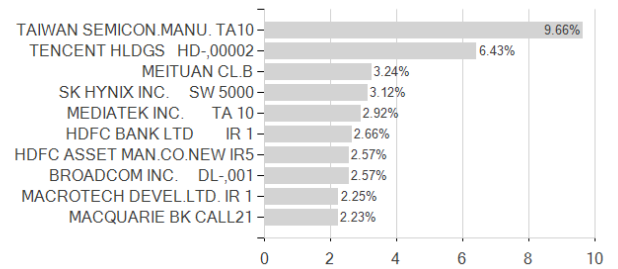 TAIWAN SEMICON.MANU. TA10 9.66%
TENCENT HLDGS HD-,00002 6.43%
MEITUAN CL.B 3.24%
SK HYNIX INC. SW 5000 3.12%
MEDIATEK INC. TA 10 2.92%
HDFC BANK LTD IR 1 2.66%
HDFC ASSET MAN.CO.NEW IR5 2.57%
BROADCOM INC. DL-,001 2.57%
MACROTECH DEVEL.LTD. IR 1 2.25%
MACQUARIE BK CALL21 2.23%
0 2 4 6 8 10